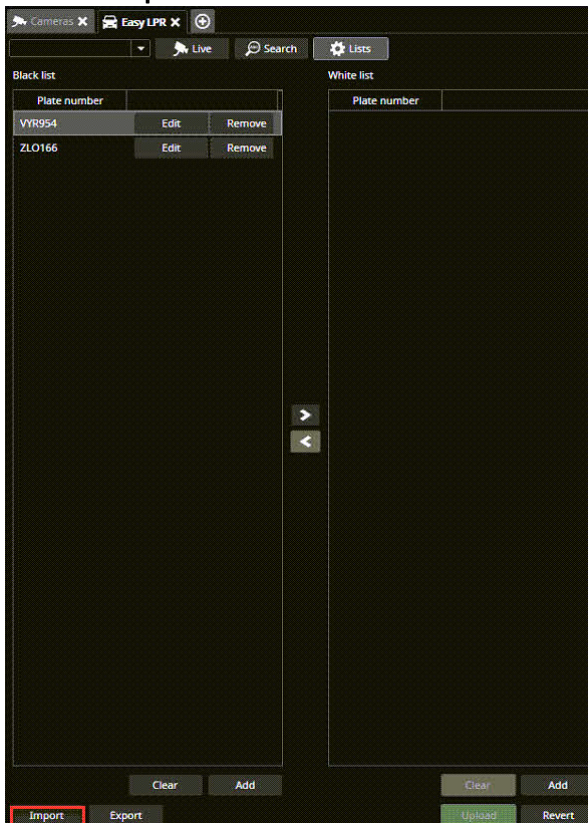 Cameras Easy LPR
Live Search Lists
Black list White list
Plate number Plate number
VYR954 Edit Remove
ZLO166 Edit Remove
Clear Add Clear Add
Import Export Upload Revert